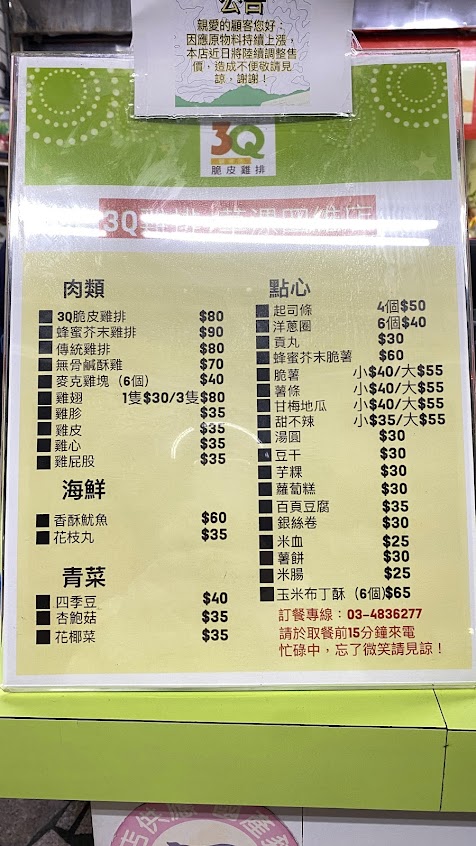 公告
親愛的顧客您好：
因應原物料持續上漲，
本店近日將陸續調整售
價，造成不便敬請見
諒，謝謝！
3Q
脆皮雞排
肉類
3Q脆皮雞排 $80
蜂蜜芥末雞排 $90
傳統雞排 $80
無骨鹹酥雞 $70
麥克雞塊（6個） $40
雞翅 1隻$30/3隻$80
雞胗 $35
雞皮 $35
雞心 $35
雞屁股 $35
海鮮
香酥魷魚 $60
花枝丸 $35
青菜
四季豆 $40
杏鮑菇 $35
花椰菜 $35
點心
起司條 4個$50
洋蔥圈 6個$40
貢丸 $30
蜂蜜芥末脆薯 $60
脆薯 小$40/大$55
薯條 小$40/大$55
甘梅地瓜 小$40/大$55
甜不辣 小$35/大$55
湯圓 $30
豆干 $30
芋粿 $30
蘿蔔糕 $30
百頁豆腐 $35
銀絲卷 $30
米血 $25
薯餅 $30
米腸 $25
玉米布丁酥（6個)$65
訂餐專線：03-4836277
請於取餐前15分鐘來電
忙碌中，忘了微笑請見諒！